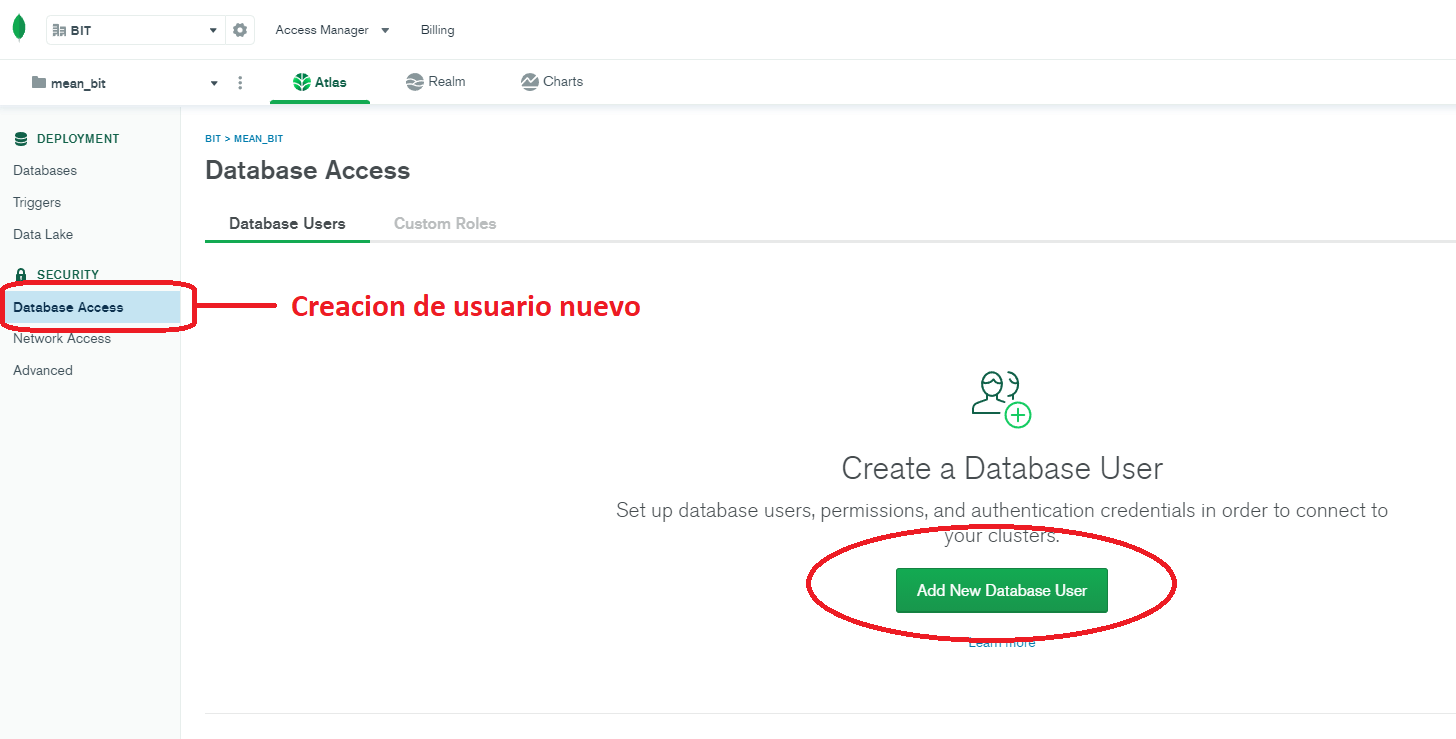 BIT
Access Manager
Billing
mean_bit
Atlas
Realm
Charts
DEPLOYMENT
Databases
Triggers
Data Lake
SECURITY
Database Access
Network Access
Advanced
BIT > MEAN_BIT
Database Access
Database Users
Custom Roles
Creacion de usuario nuevo
Create a Database User
Set up database users, permissions, and authentication credentials in order to connect to
your clusters.
Add New Database User
Learn more